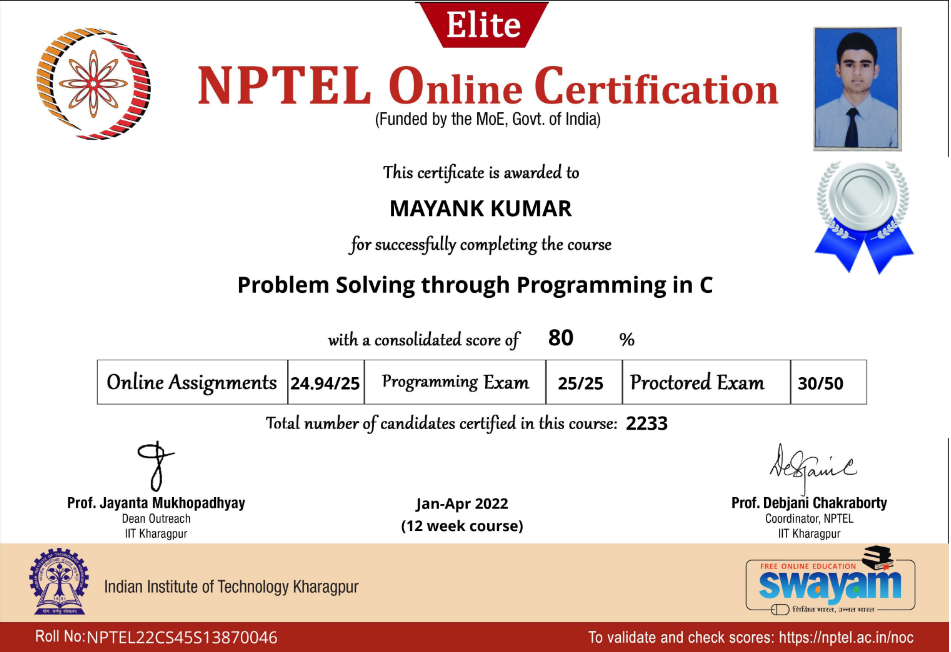 Elite
NPTEL Online Certification
(Funded by the MoE, Govt. of India)
This certificate is awarded to
MAYANK KUMAR
for successfully completing the course
Problem Solving through Programming in C
with a consolidated score of 80 %
Online Assignments 24.94/25 Programming Exam 25/25 Proctored Exam 30/50
Total number of candidates certified in this course: 2233
Prof. Jayanta Mukhopadhyay
Dean Outreach
IIT Kharagpur
Jan-Apr 2022
(12 week course)
Prof. Debjani Chakraborty
Coordinator, NPTEL
IIT Kharagpur
Indian Institute of Technology Kharagpur
FREE ONLINE EDUCATION
swayam
शिक्षित भारत, उन्नत भारत
Roll No: NPTEL22CS45S13870046
To validate and check scores: https://nptel.ac.in/noc